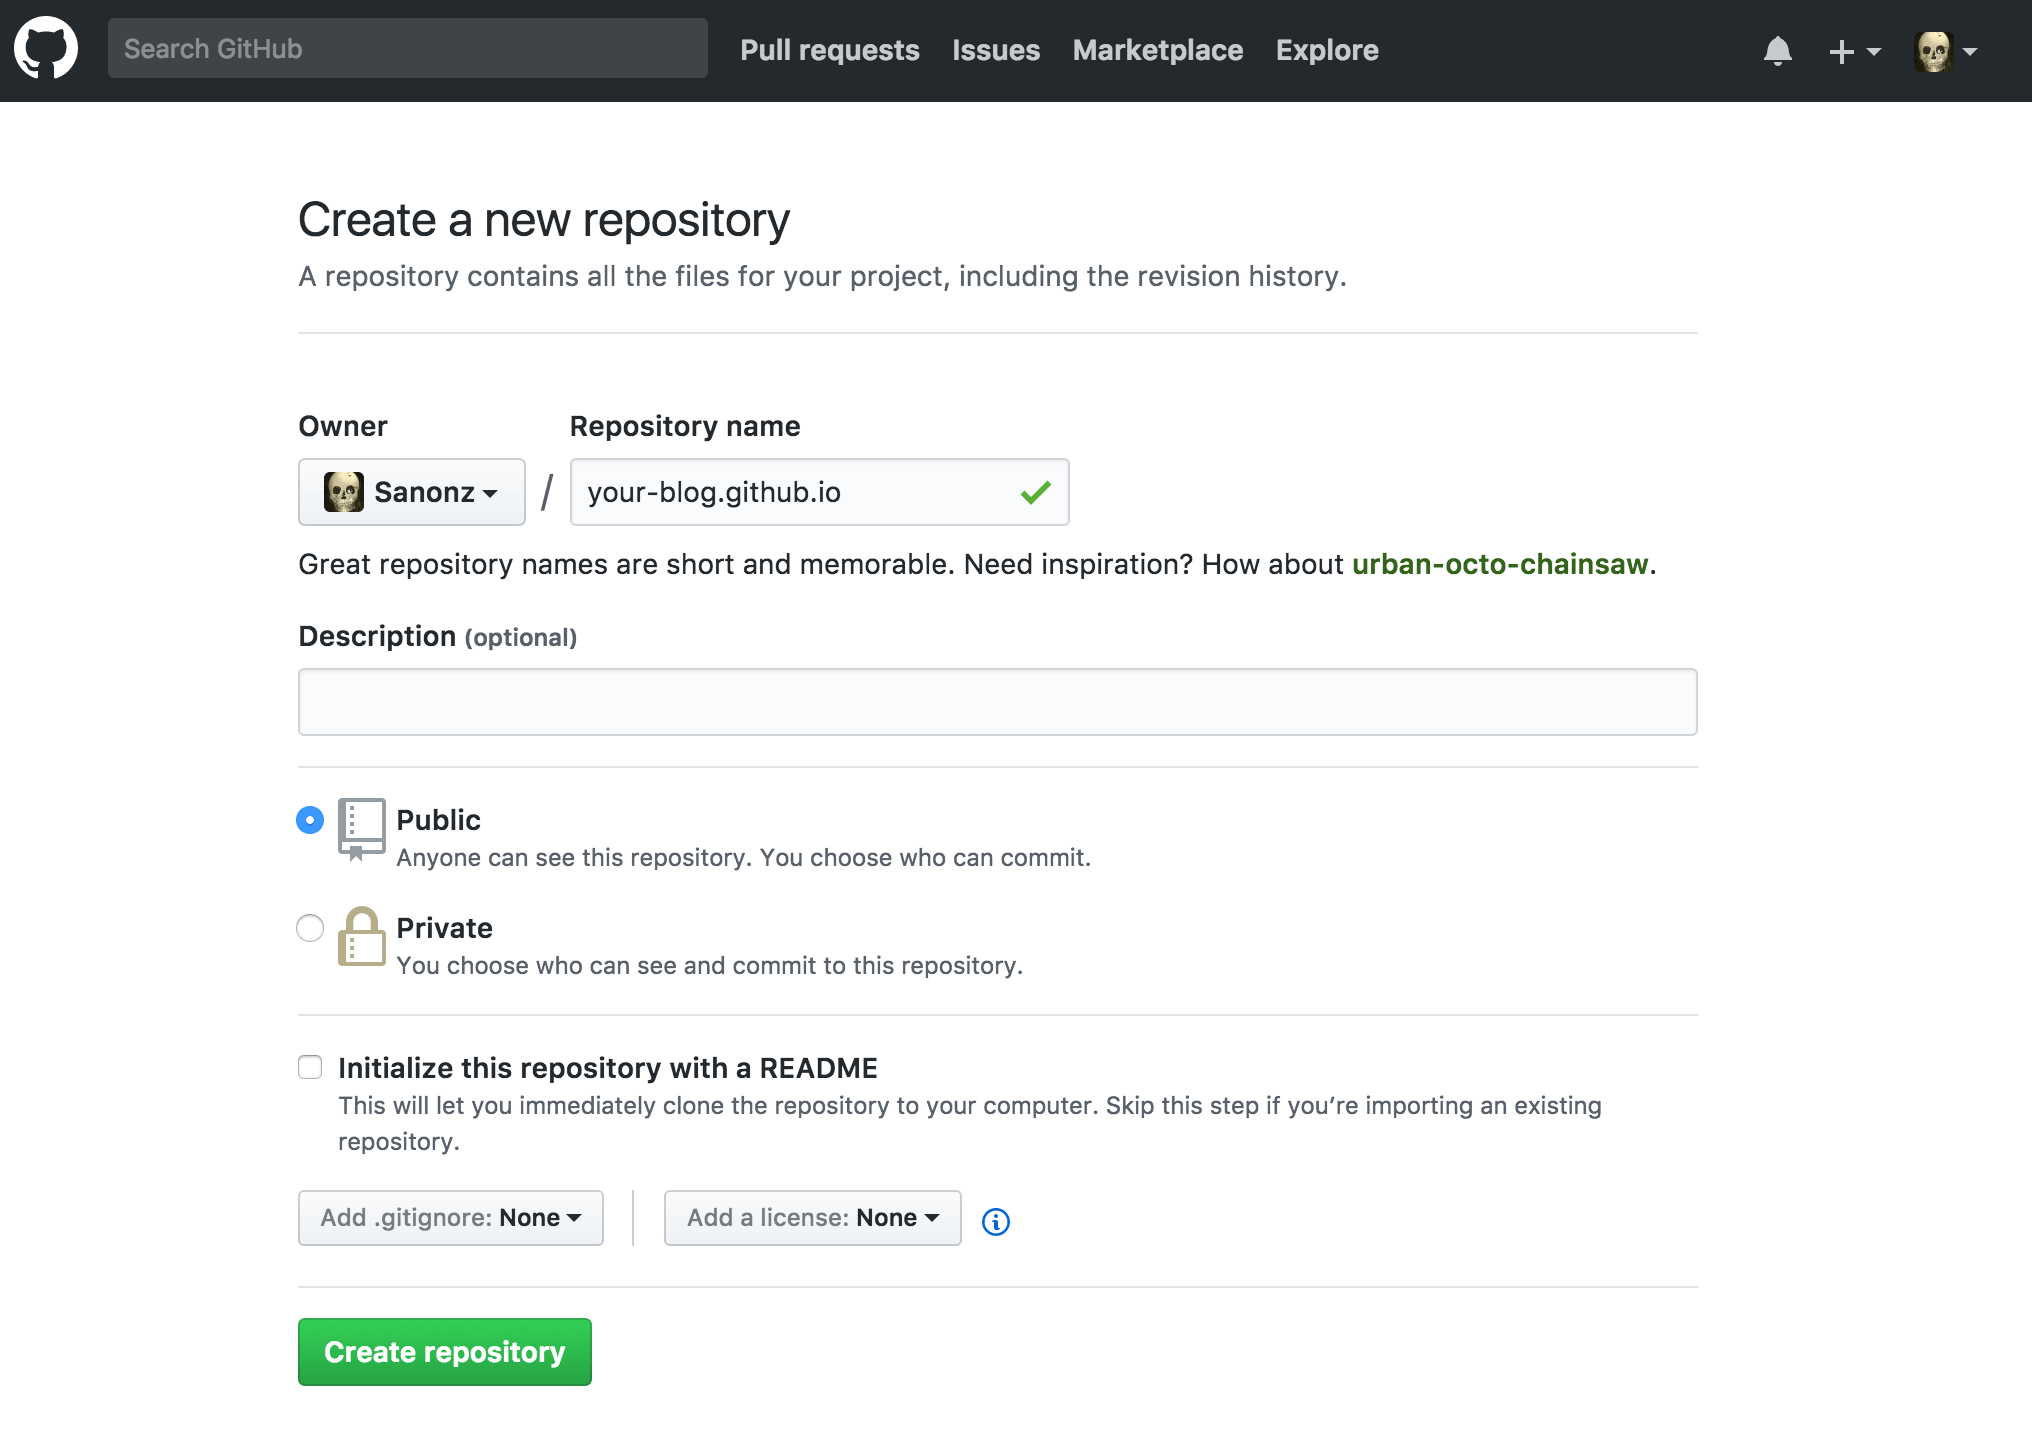 Search GitHub Pull requests Issues Marketplace Explore
Create a new repository
A repository contains all the files for your project, including the revision history.
Owner Repository name
Sanonz / your-blog.github.io
Great repository names are short and memorable. Need inspiration? How about urban-octo-chainsaw.
Description (optional)
Public
Anyone can see this repository. You choose who can commit.
Private
You choose who can see and commit to this repository.
Initialize this repository with a README
This will let you immediately clone the repository to your computer. Skip this step if you’re importing an existing
repository.
Add .gitignore: None Add a license: None
Create repository